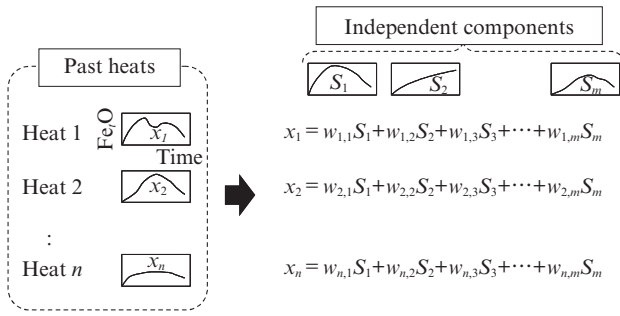 Independent components
Past heats
S₁ S₂ Sₘ
Heat 1 FeₜO x₁ x₁ = w₁,₁S₁+w₁,₂S₂+w₁,₃S₃+⋯+w₁,ₘSₘ
Time
Heat 2 x₂ x₂ = w₂,₁S₁+w₂,₂S₂+w₂,₃S₃+⋯+w₂,ₘSₘ
:
Heat n xₙ xₙ = wₙ,₁S₁+wₙ,₂S₂+wₙ,₃S₃+⋯+wₙ,ₘSₘ